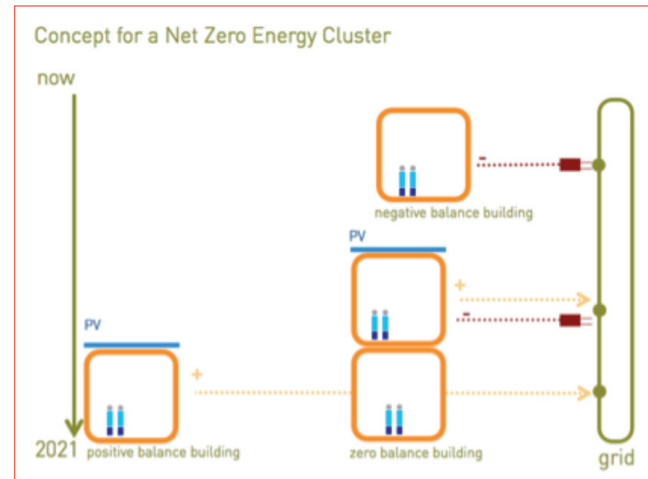 Concept for a Net Zero Energy Cluster
now
-
negative balance building
PV
+
-
PV
+
2021 positive balance building
zero balance building
grid